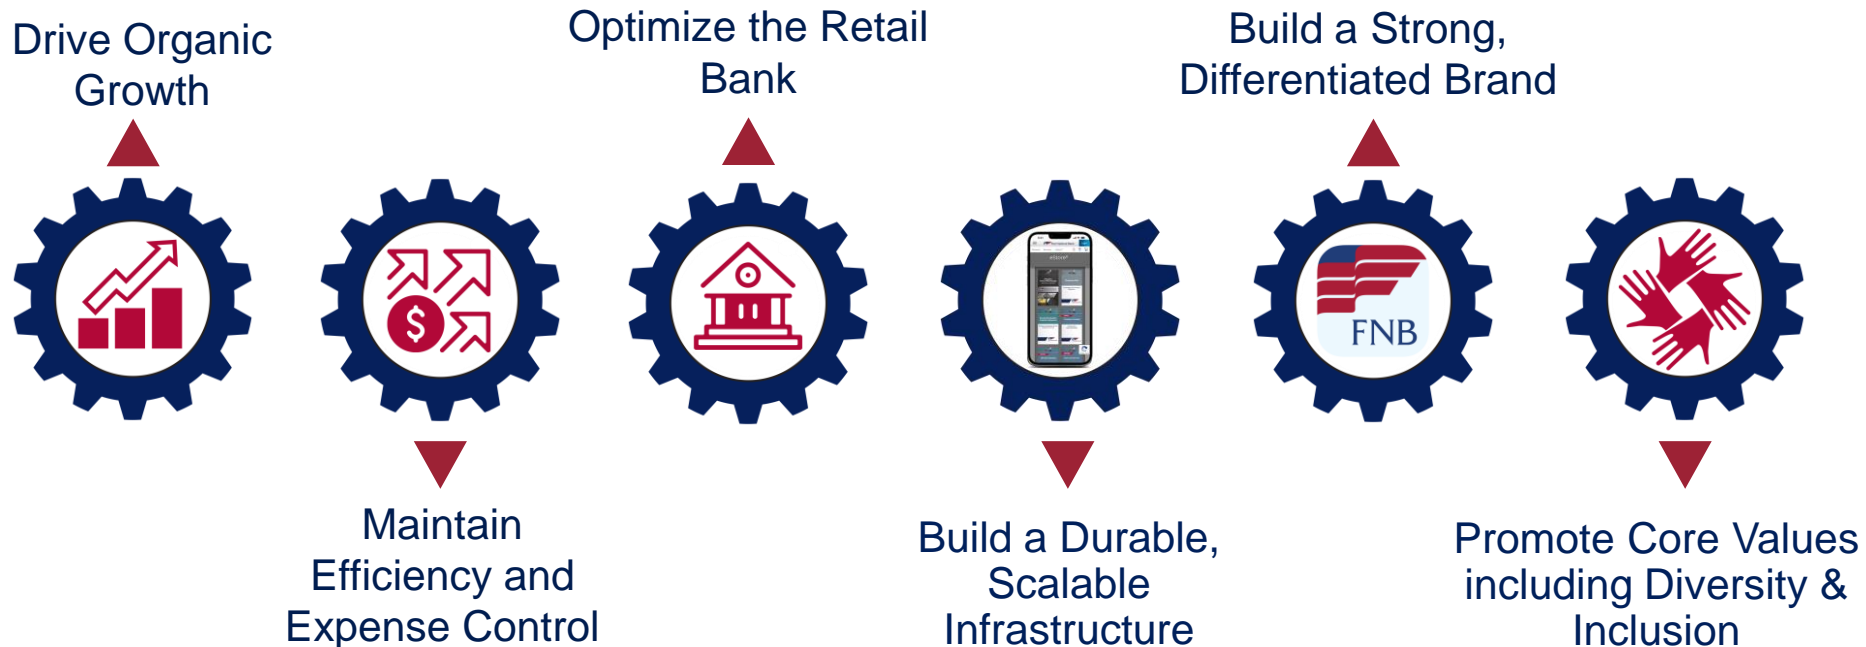 Drive Organic
Growth
Maintain
Efficiency and
Expense Control
Optimize the Retail
Bank
Build a Durable,
Scalable
Infrastructure
Build a Strong,
Differentiated Brand
FNB
Promote Core Values
including Diversity &
Inclusion
$